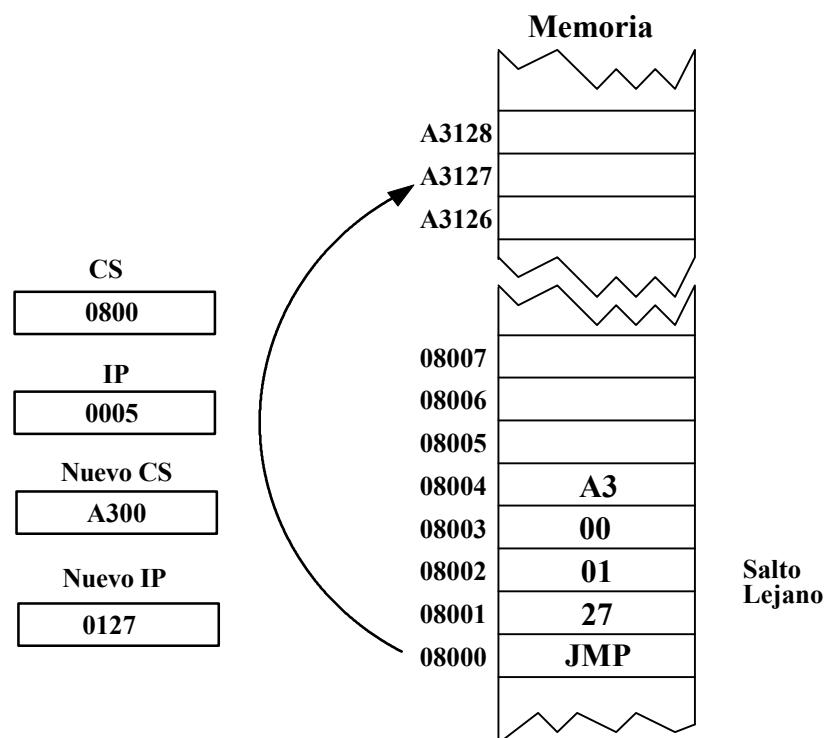 Memoria
A3128
A3127
A3126
CS
0800
IP
0005
Nuevo CS
A300
Nuevo IP
0127
08007
08006
08005
08004 A3
08003 00
08002 01
08001 27
08000 JMP
Salto
Lejano